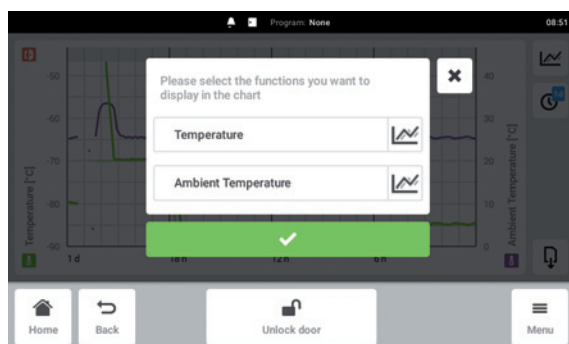 Program: None
08:51
Please select the functions you want to
display in the chart
Temperature
Ambient Temperature
-50
-60
-70
-80
-90
Temperature [°C]
40
30
20
10
0
Ambient Temperature [°C]
1 d
18 h
12 h
6 h
Home
Back
Unlock door
Menu